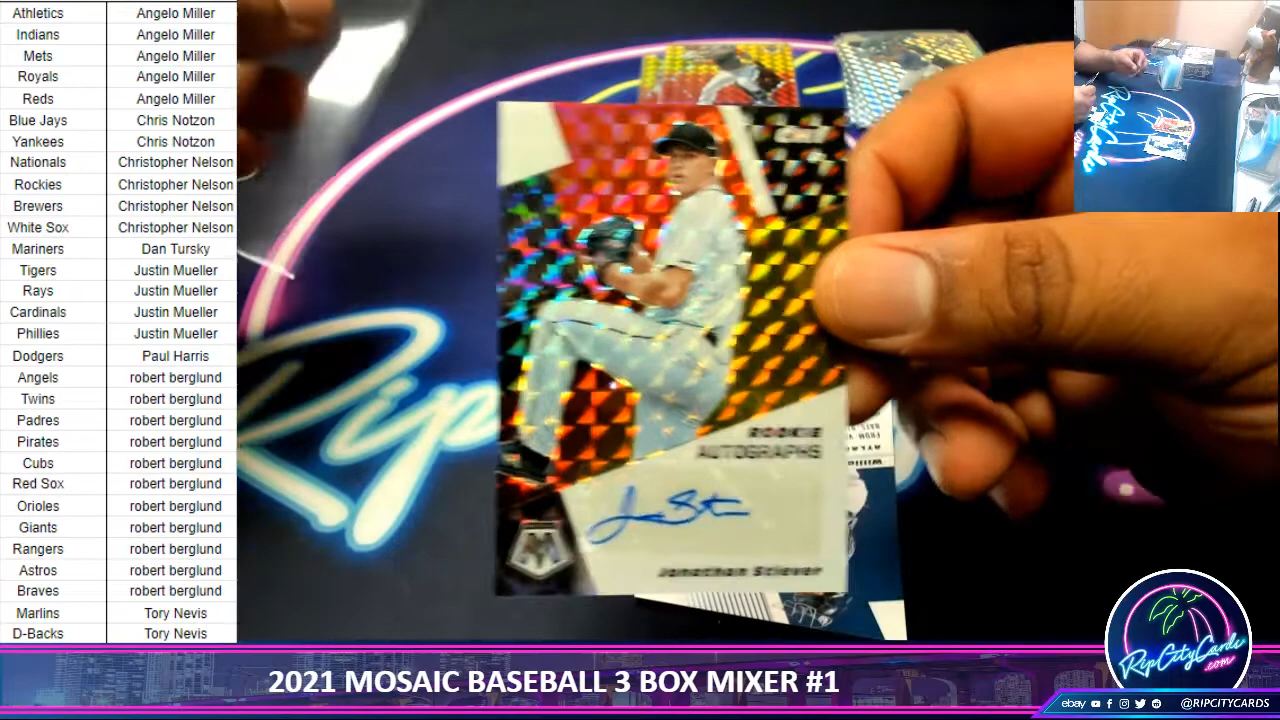 Athletics Angelo Miller
Indians Angelo Miller
Mets Angelo Miller
Royals Angelo Miller
Reds Angelo Miller
Blue Jays Chris Notzon
Yankees Chris Notzon
Nationals Christopher Nelson
Rockies Christopher Nelson
Brewers Christopher Nelson
White Sox Christopher Nelson
Mariners Dan Tursky
Tigers Justin Mueller
Rays Justin Mueller
Cardinals Justin Mueller
Phillies Justin Mueller
Dodgers Paul Harris
Angels robert berglund
Twins robert berglund
Padres robert berglund
Pirates robert berglund
Cubs robert berglund
Red Sox robert berglund
Orioles robert berglund
Giants robert berglund
Rangers robert berglund
Astros robert berglund
Braves robert berglund
Marlins Tory Nevis
D-Backs Tory Nevis
Rip
ROOKIE
AUTOGRAPHS
Jonathan Stiever
RipCityCards
.com
2021 MOSAIC BASEBALL 3 BOX MIXER #1
ebay @RIPCITYCARDS